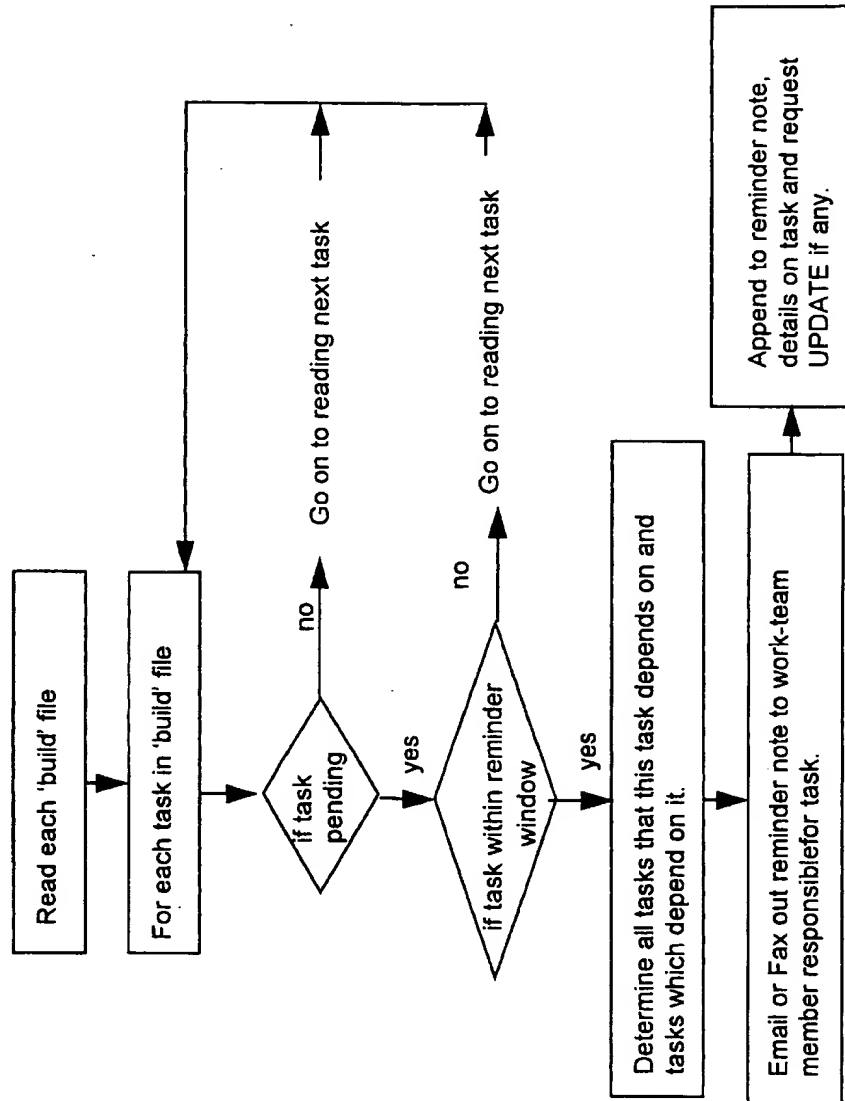 Read each 'build' file
For each task in 'build' file
if task
pending
no
Go on to reading next task
yes
if task within reminder
window
no
Go on to reading next task
yes
Determine all tasks that this task depends on and
tasks which depend on it.
Email or Fax out reminder note to work-team
member responsiblefor task.
Append to reminder note,
details on task and request
UPDATE if any.